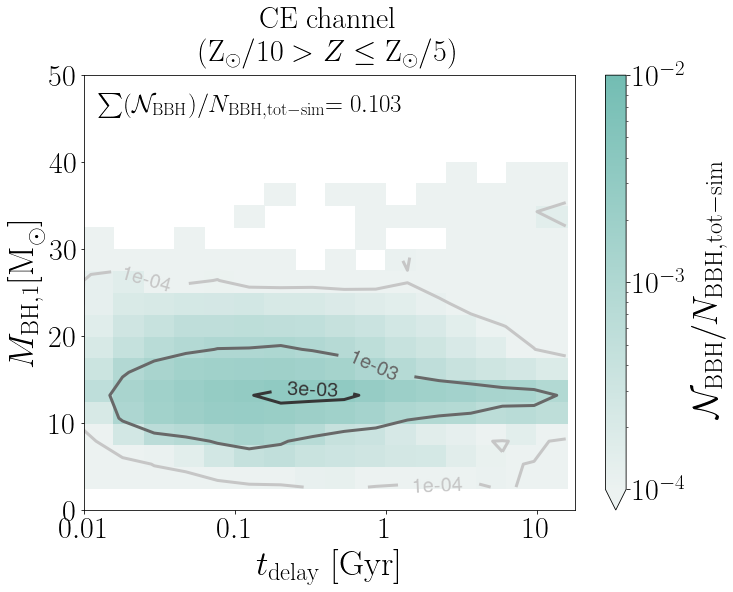 CE channel
(Z⊙/10 > Z ≤ Z⊙/5)
∑(𝒩BBH)/NBBH,tot−sim= 0.103
50
40
30
20
10
0
MBH,1[M⊙]
1e-04
1e-03
3e-03
1e-04
0.01
0.1
1
10
tdelay [Gyr]
10−2
10−3
10−4
𝒩BBH/NBBH,tot−sim